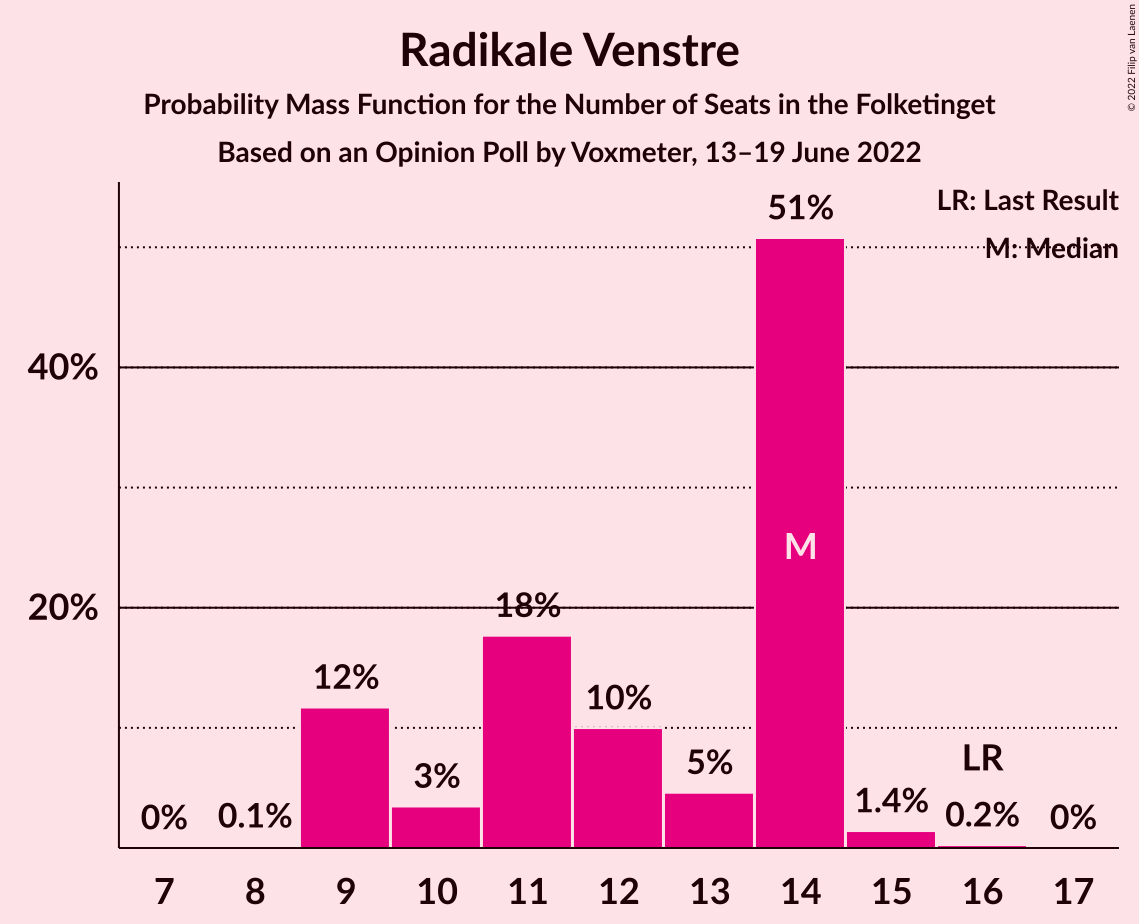 Radikale Venstre
Probability Mass Function for the Number of Seats in the Folketinget
Based on an Opinion Poll by Voxmeter, 13–19 June 2022
© 2022 Filip van Laenen
LR: Last Result
M: Median
51%
40%
M
20%
18%
12%
10%
3%
5%
LR
0%
0.1%
1.4%
0.2%
0%
7 8 9 10 11 12 13 14 15 16 17